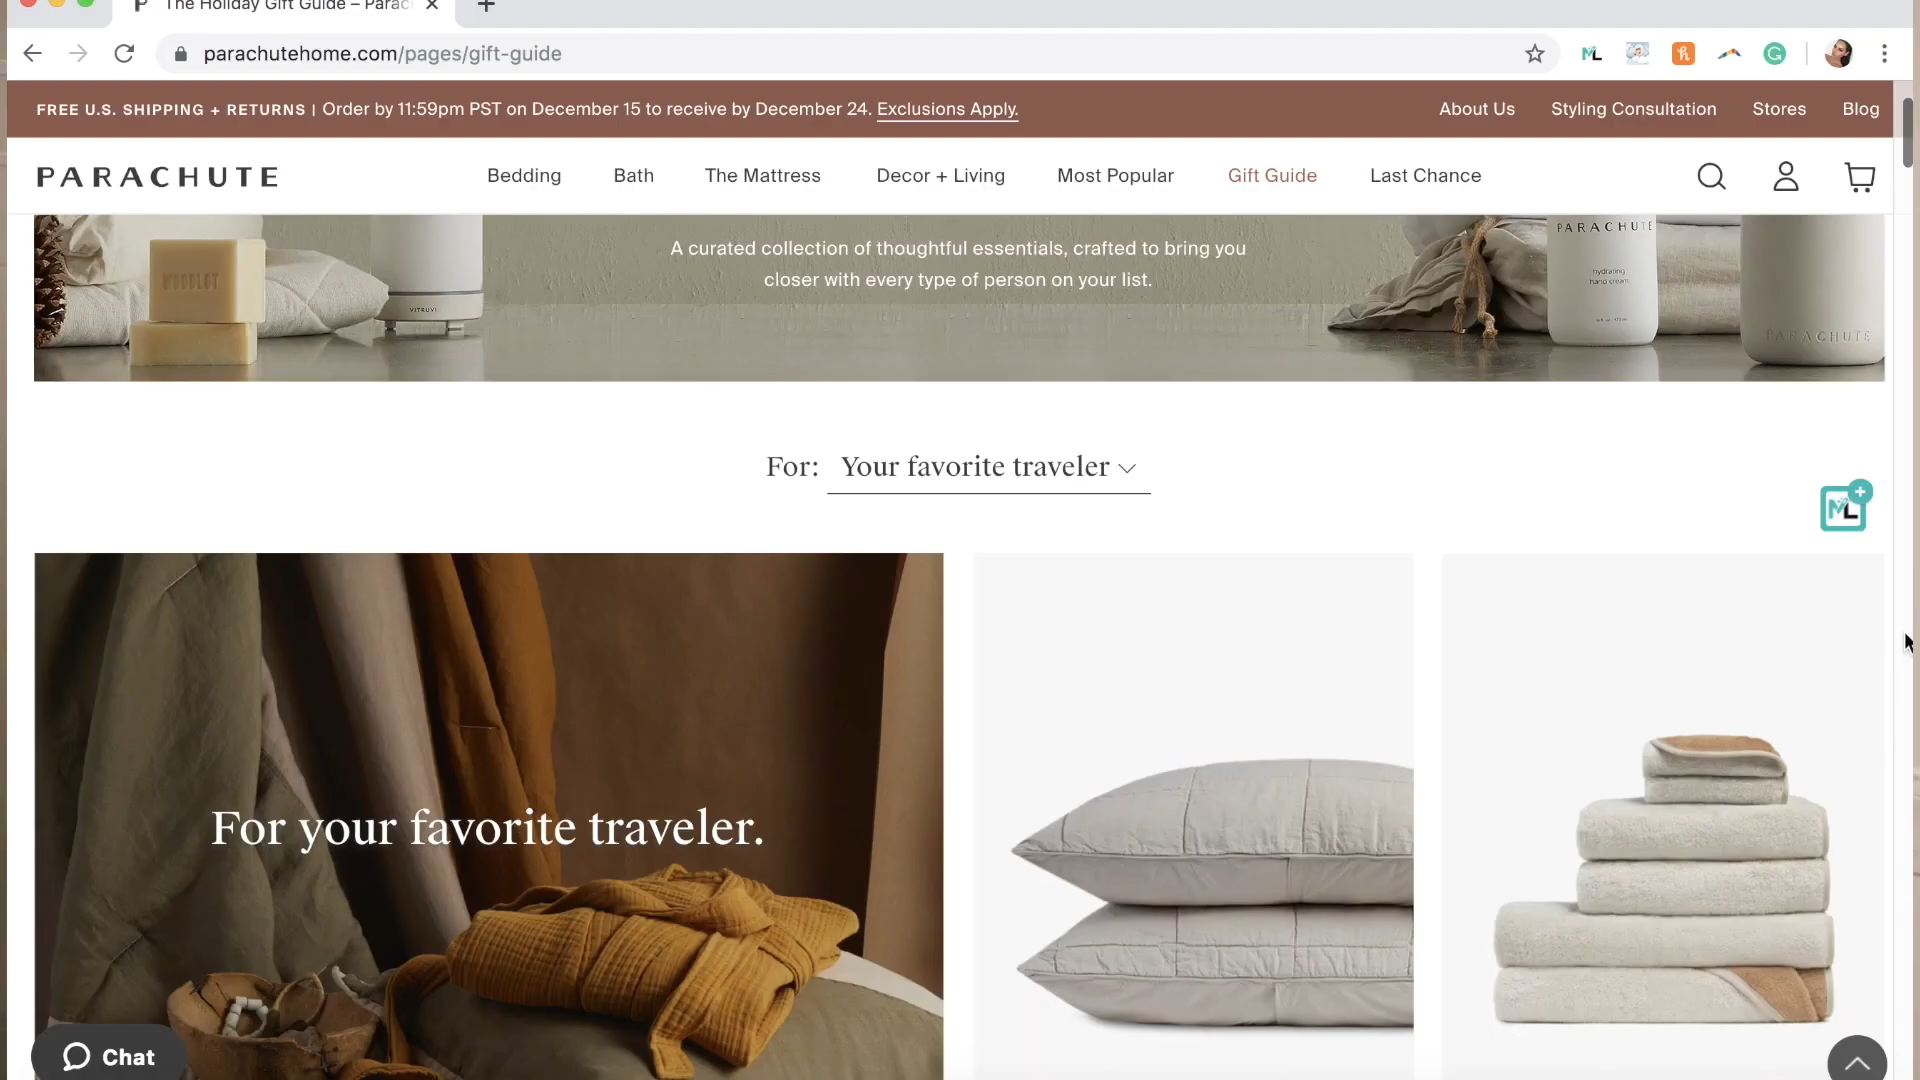 The Holiday Gift Guide – Parac
parachutehome.com/pages/gift-guide
FREE U.S. SHIPPING + RETURNS | Order by 11:59pm PST on December 15 to receive by December 24. Exclusions Apply.
About Us
Styling Consultation
Stores
Blog
PARACHUTE
Bedding
Bath
The Mattress
Decor + Living
Most Popular
Gift Guide
Last Chance
A curated collection of thoughtful essentials, crafted to bring you
closer with every type of person on your list.
WOODLOT
VITRUVI
PARACHUTE
hydrating
hand cream
PARACHUTE
For: Your favorite traveler
ML
For your favorite traveler.
Chat